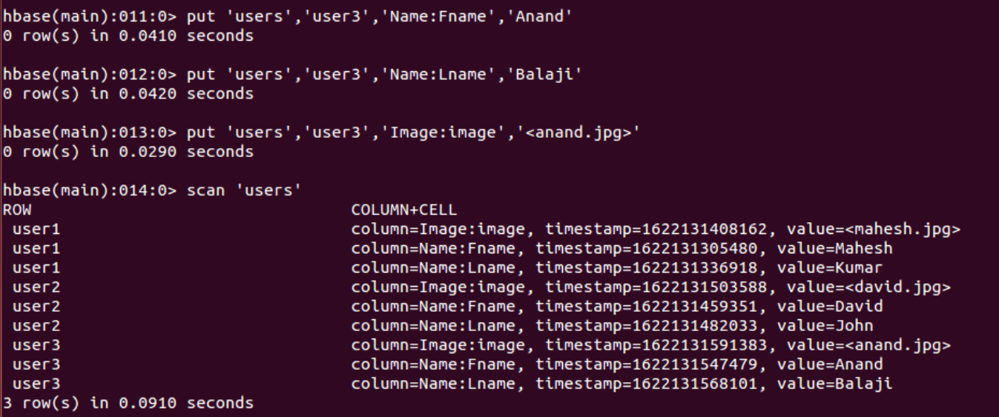 hbase(main):011:0> put 'users','user3','Name:Fname','Anand'
0 row(s) in 0.0410 seconds
hbase(main):012:0> put 'users','user3','Name:Lname','Balaji'
0 row(s) in 0.0420 seconds
hbase(main):013:0> put 'users','user3','Image:image','<anand.jpg>'
0 row(s) in 0.0290 seconds
hbase(main):014:0> scan 'users'
ROW COLUMN+CELL
user1 column=Image:image, timestamp=1622131408162, value=<mahesh.jpg>
user1 column=Name:Fname, timestamp=1622131305480, value=Mahesh
user1 column=Name:Lname, timestamp=1622131336918, value=Kumar
user2 column=Image:image, timestamp=1622131503588, value=<david.jpg>
user2 column=Name:Fname, timestamp=1622131459351, value=David
user2 column=Name:Lname, timestamp=1622131482033, value=John
user3 column=Image:image, timestamp=1622131591383, value=<anand.jpg>
user3 column=Name:Fname, timestamp=1622131547479, value=Anand
user3 column=Name:Lname, timestamp=1622131568101, value=Balaji
3 row(s) in 0.0910 seconds